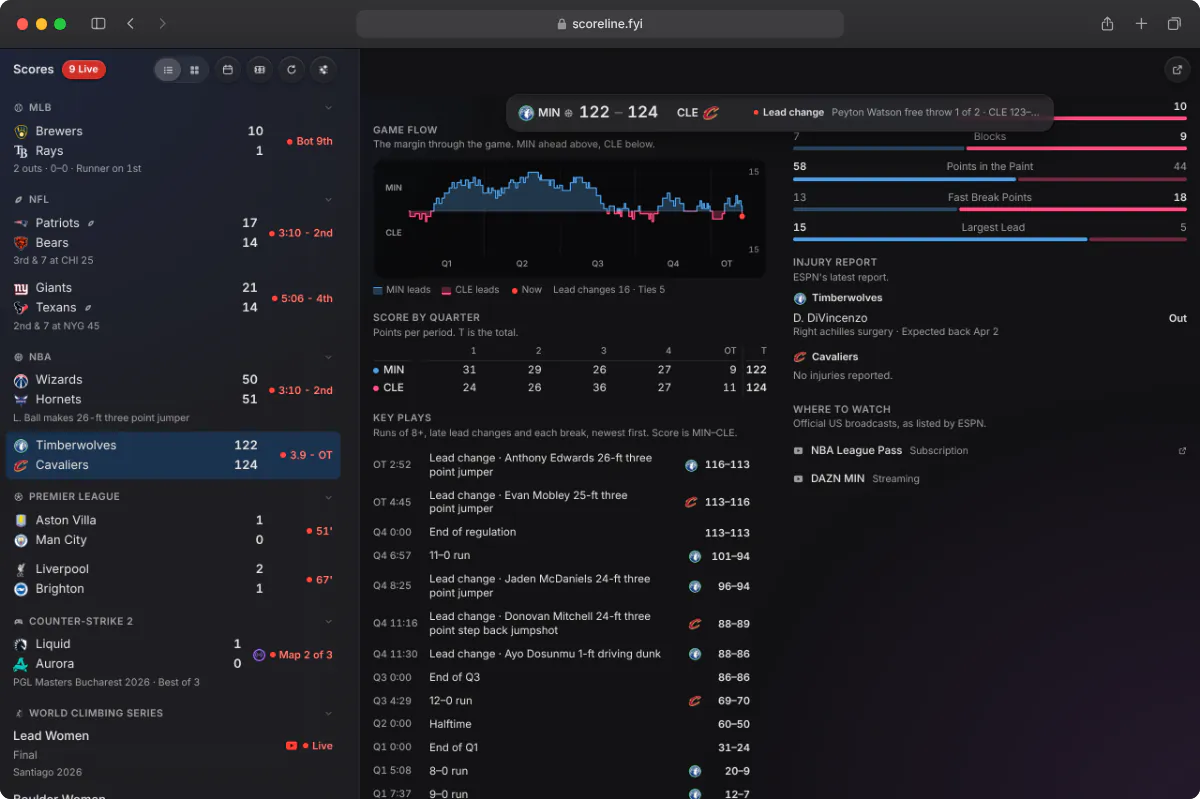 scoreline.fyi
Scores 9 Live
MLB
Brewers 10
Rays 1
Bot 9th
2 outs · 0–0 · Runner on 1st
NFL
Patriots 17
Bears 14
3:10 - 2nd
3rd & 7 at CHI 25
Giants 21
Texans 14
5:06 - 4th
2nd & 7 at NYG 45
NBA
Wizards 50
Hornets 51
3:10 - 2nd
L. Ball makes 26-ft three point jumper
Timberwolves 122
Cavaliers 124
3.9 - OT
PREMIER LEAGUE
Aston Villa 1
Man City 0
51'
Liverpool 2
Brighton 1
67'
COUNTER-STRIKE 2
Liquid 1
Aurora 0
Map 2 of 3
PGL Masters Bucharest 2026 · Best of 3
WORLD CLIMBING SERIES
Lead Women
Final
Live
Santiago 2026
Boulder Women
MIN 122 – 124 CLE Lead change Peyton Watson free throw 1 of 2 · CLE 123–…
GAME FLOW
The margin through the game. MIN ahead above, CLE below.
15
MIN
CLE
15
Q1 Q2 Q3 Q4 OT
MIN leads CLE leads Now Lead changes 16 · Ties 5
SCORE BY QUARTER
Points per period. T is the total.
1 2 3 4 OT T
MIN 31 29 26 27 9 122
CLE 24 26 36 27 11 124
KEY PLAYS
Runs of 8+, late lead changes and each break, newest first. Score is MIN–CLE.
OT 2:52 Lead change · Anthony Edwards 26-ft three point jumper 116–113
OT 4:45 Lead change · Evan Mobley 25-ft three point jumper 113–116
Q4 0:00 End of regulation 113–113
Q4 6:57 11–0 run 101–94
Q4 8:25 Lead change · Jaden McDaniels 24-ft three point jumper 96–94
Q4 11:16 Lead change · Donovan Mitchell 24-ft three point step back jumpshot 88–89
Q4 11:30 Lead change · Ayo Dosunmu 1-ft driving dunk 88–86
Q3 0:00 End of Q3 86–86
Q3 4:29 12–0 run 69–70
Q2 0:00 Halftime 60–50
Q1 0:00 End of Q1 31–24
Q1 5:08 8–0 run 20–9
Q1 7:37 9–0 run 12–7
10
7 Blocks 9
58 Points in the Paint 44
13 Fast Break Points 18
15 Largest Lead 5
INJURY REPORT
ESPN's latest report.
Timberwolves
D. DiVincenzo Out
Right achilles surgery · Expected back Apr 2
Cavaliers
No injuries reported.
WHERE TO WATCH
Official US broadcasts, as listed by ESPN.
NBA League Pass Subscription
DAZN MIN Streaming